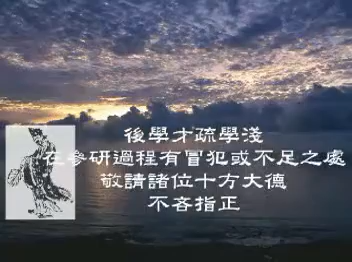 後學才疏學淺
在參研過程有冒犯或不足之處
敬請諸位十方大德
不吝指正